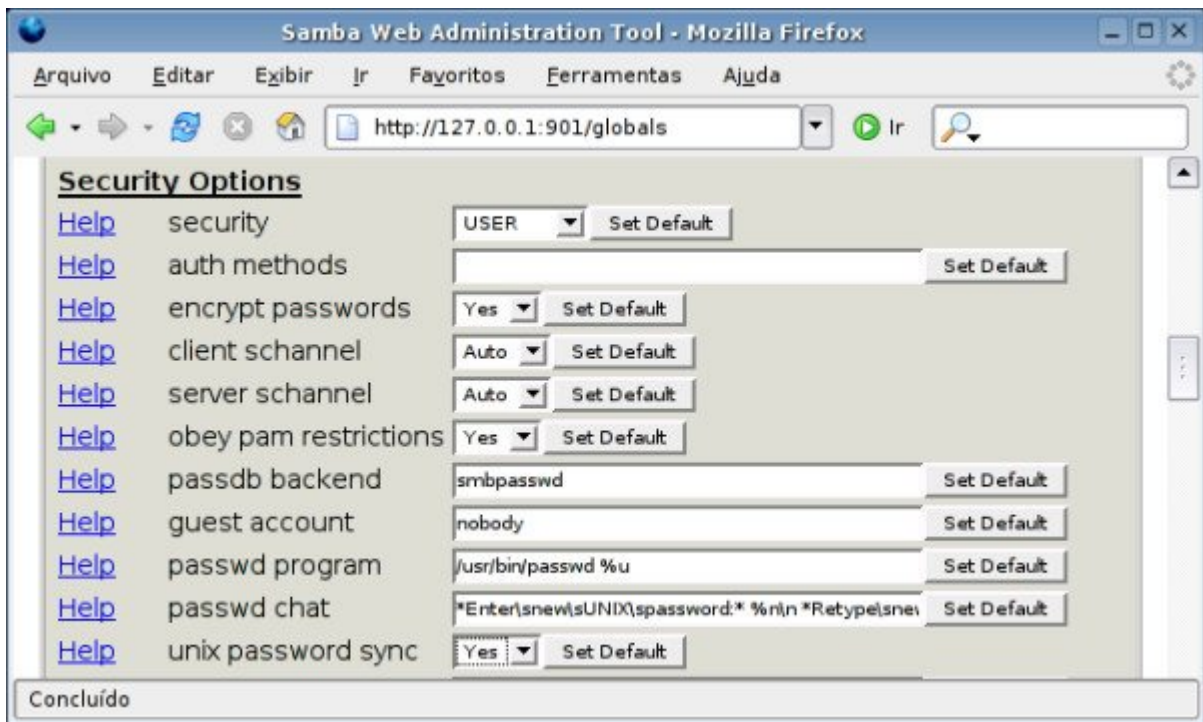 Samba Web Administration Tool - Mozilla Firefox
Arquivo Editar Exibir Ir Favoritos Ferramentas Ajuda
http://127.0.0.1:901/globals Ir
Security Options
Help security USER Set Default
Help auth methods Set Default
Help encrypt passwords Yes Set Default
Help client schannel Auto Set Default
Help server schannel Auto Set Default
Help obey pam restrictions Yes Set Default
Help passdb backend smbpasswd Set Default
Help guest account nobody Set Default
Help passwd program /usr/bin/passwd %u Set Default
Help passwd chat *Enter\snew\sUNIX\spassword:* %n\n *Retype\snew Set Default
Help unix password sync Yes Set Default
Concluído